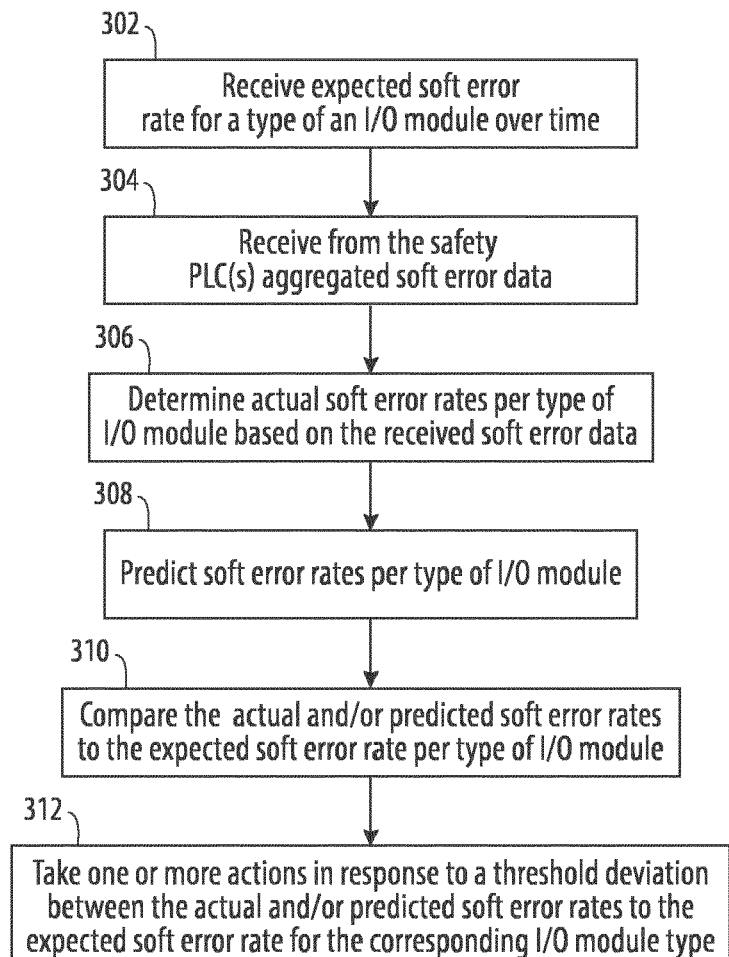 302
Receive expected soft error
rate for a type of an I/O module over time
304
Receive from the safety
PLC(s) aggregated soft error data
306
Determine actual soft error rates per type of
I/O module based on the received soft error data
308
Predict soft error rates per type of I/O module
310
Compare the actual and/or predicted soft error rates
to the expected soft error rate per type of I/O module
312
Take one or more actions in response to a threshold deviation
between the actual and/or predicted soft error rates to the
expected soft error rate for the corresponding I/O module type